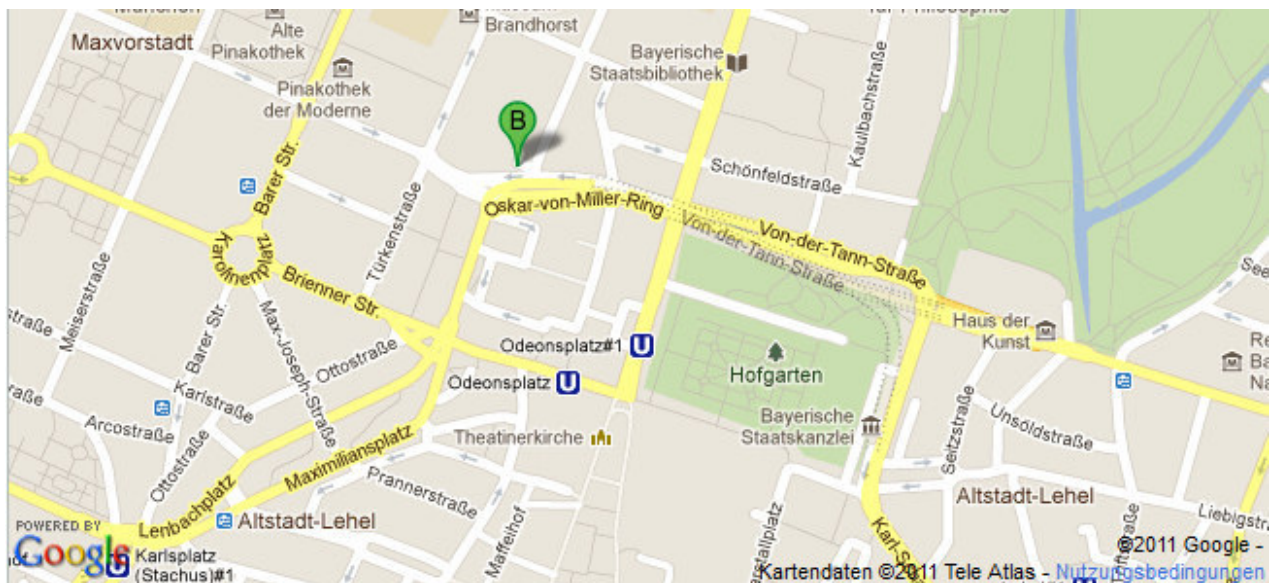 Maxvorstadt
Alte
Pinakothek
Pinakothek
der Moderne
Brandhorst
Bayerische
Staatsbibliothek
B
Kaulbachstraße
Schönfeldstraße
Barer Str.
Türkenstraße
Oskar-von-Miller-Ring
Von-der-Tann-Straße
Von-der-Tann-Straße
Karolinenplatz
Brienner Str.
Meiserstraße
Barer Str.
Max-Joseph-Straße
Ottostraße
Odeonsplatz#1
U
Odeonsplatz
U
Hofgarten
Haus der
Kunst
Karlstraße
Arcostraße
Ottostraße
Theatinerkirche
Bayerische
Staatskanzlei
Seitzstraße
Unsöldstraße
Maximiliansplatz
Prannerstraße
Lenbachplatz
Altstadt-Lehel
Maffeihof
Altstadt-Lehel
POWERED BY
Google
U
Karlsplatz
(Stachus)#1
©2011 Google -
Kartendaten ©2011 Tele Atlas - Nutzungsbedingungen